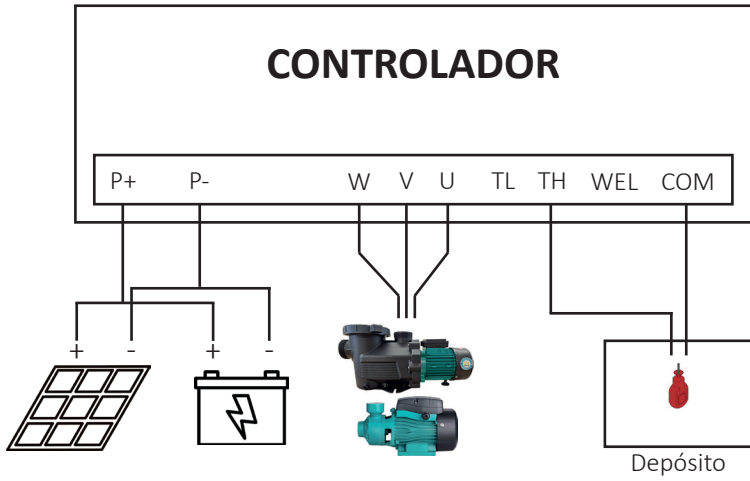 CONTROLADOR
P+ P- W V U TL TH WEL COM
+ - + -
Depósito